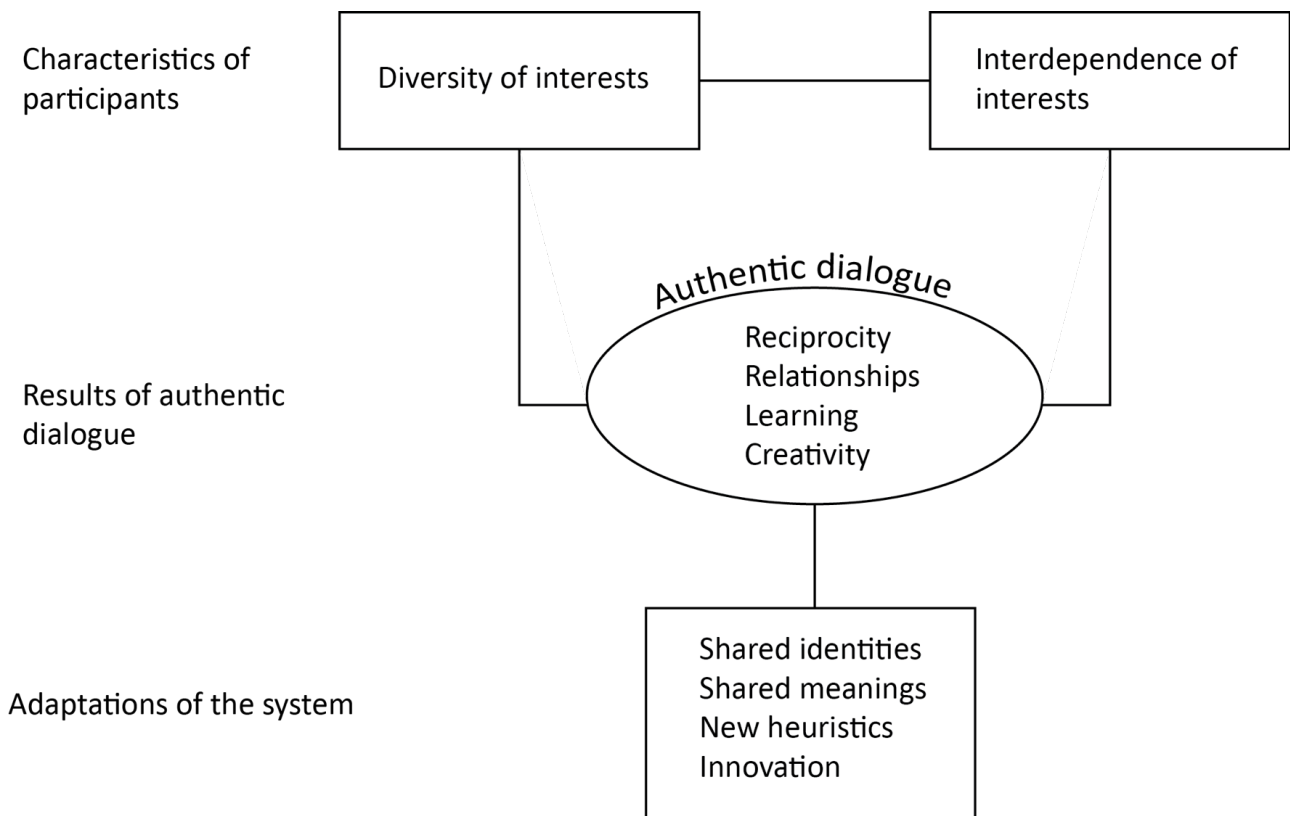 Characteristics of
participants
Diversity of interests
Interdependence of
interests
Authentic dialogue
Reciprocity
Relationships
Learning
Creativity
Results of authentic
dialogue
Shared identities
Shared meanings
New heuristics
Innovation
Adaptations of the system